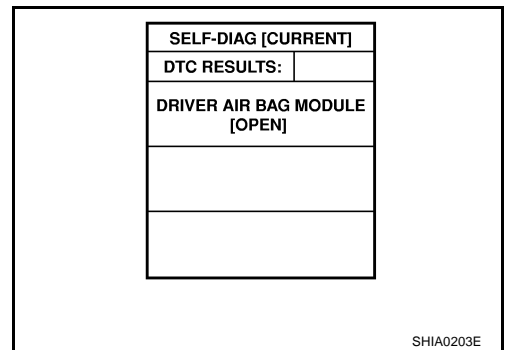 SELF-DIAG [CURRENT]
DTC RESULTS:
DRIVER AIR BAG MODULE
[OPEN]
SHIA0203E